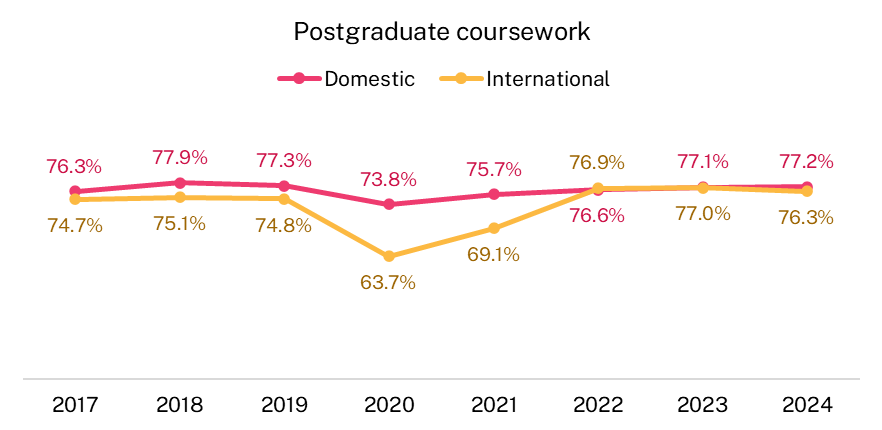 Postgraduate coursework
Domestic International
76.3% 77.9% 77.3% 73.8% 75.7% 76.9% 77.1% 77.2%
74.7% 75.1% 74.8% 63.7% 69.1% 76.6% 77.0% 76.3%
2017 2018 2019 2020 2021 2022 2023 2024